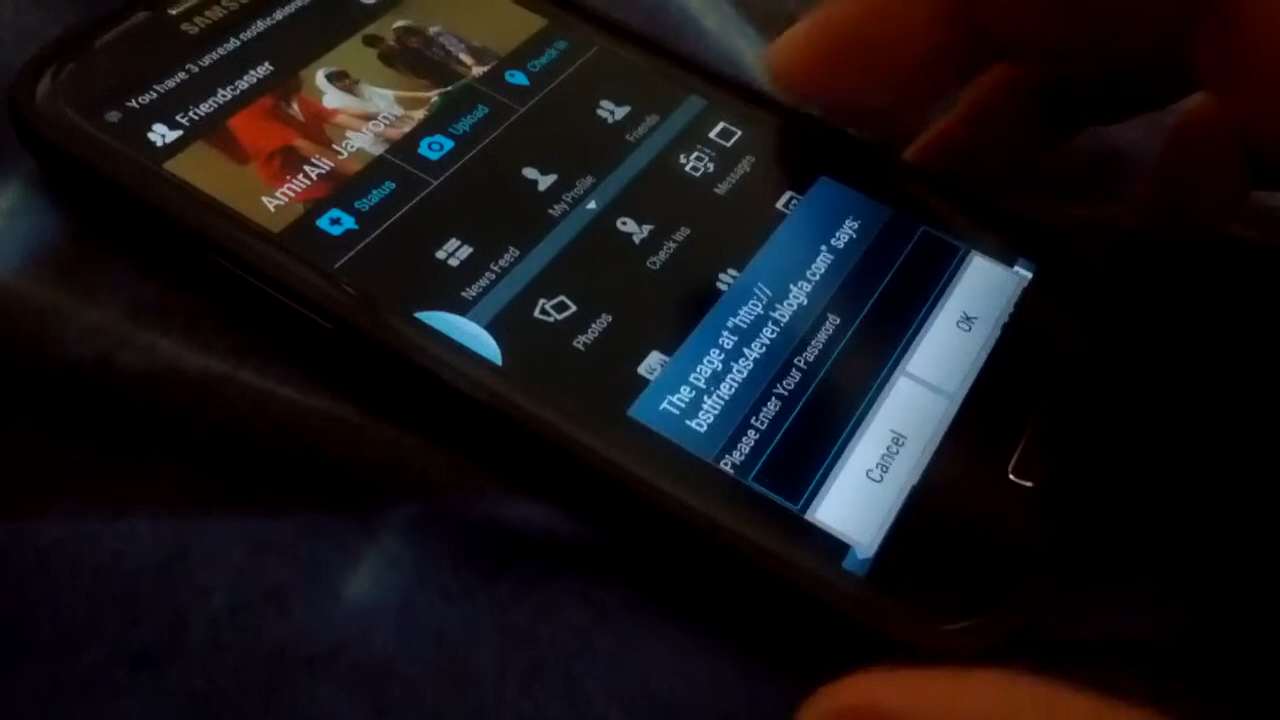 SAMSUNG
You have 3 unread notifications
Friendcaster
AmirAli
Status
Upload
Check In
News Feed
My Profile
Friends
Photos
Check Ins
Messages
The page at "http://
bstfriends4ever.blogfa.com" says:
Please Enter Your Password
Cancel
OK